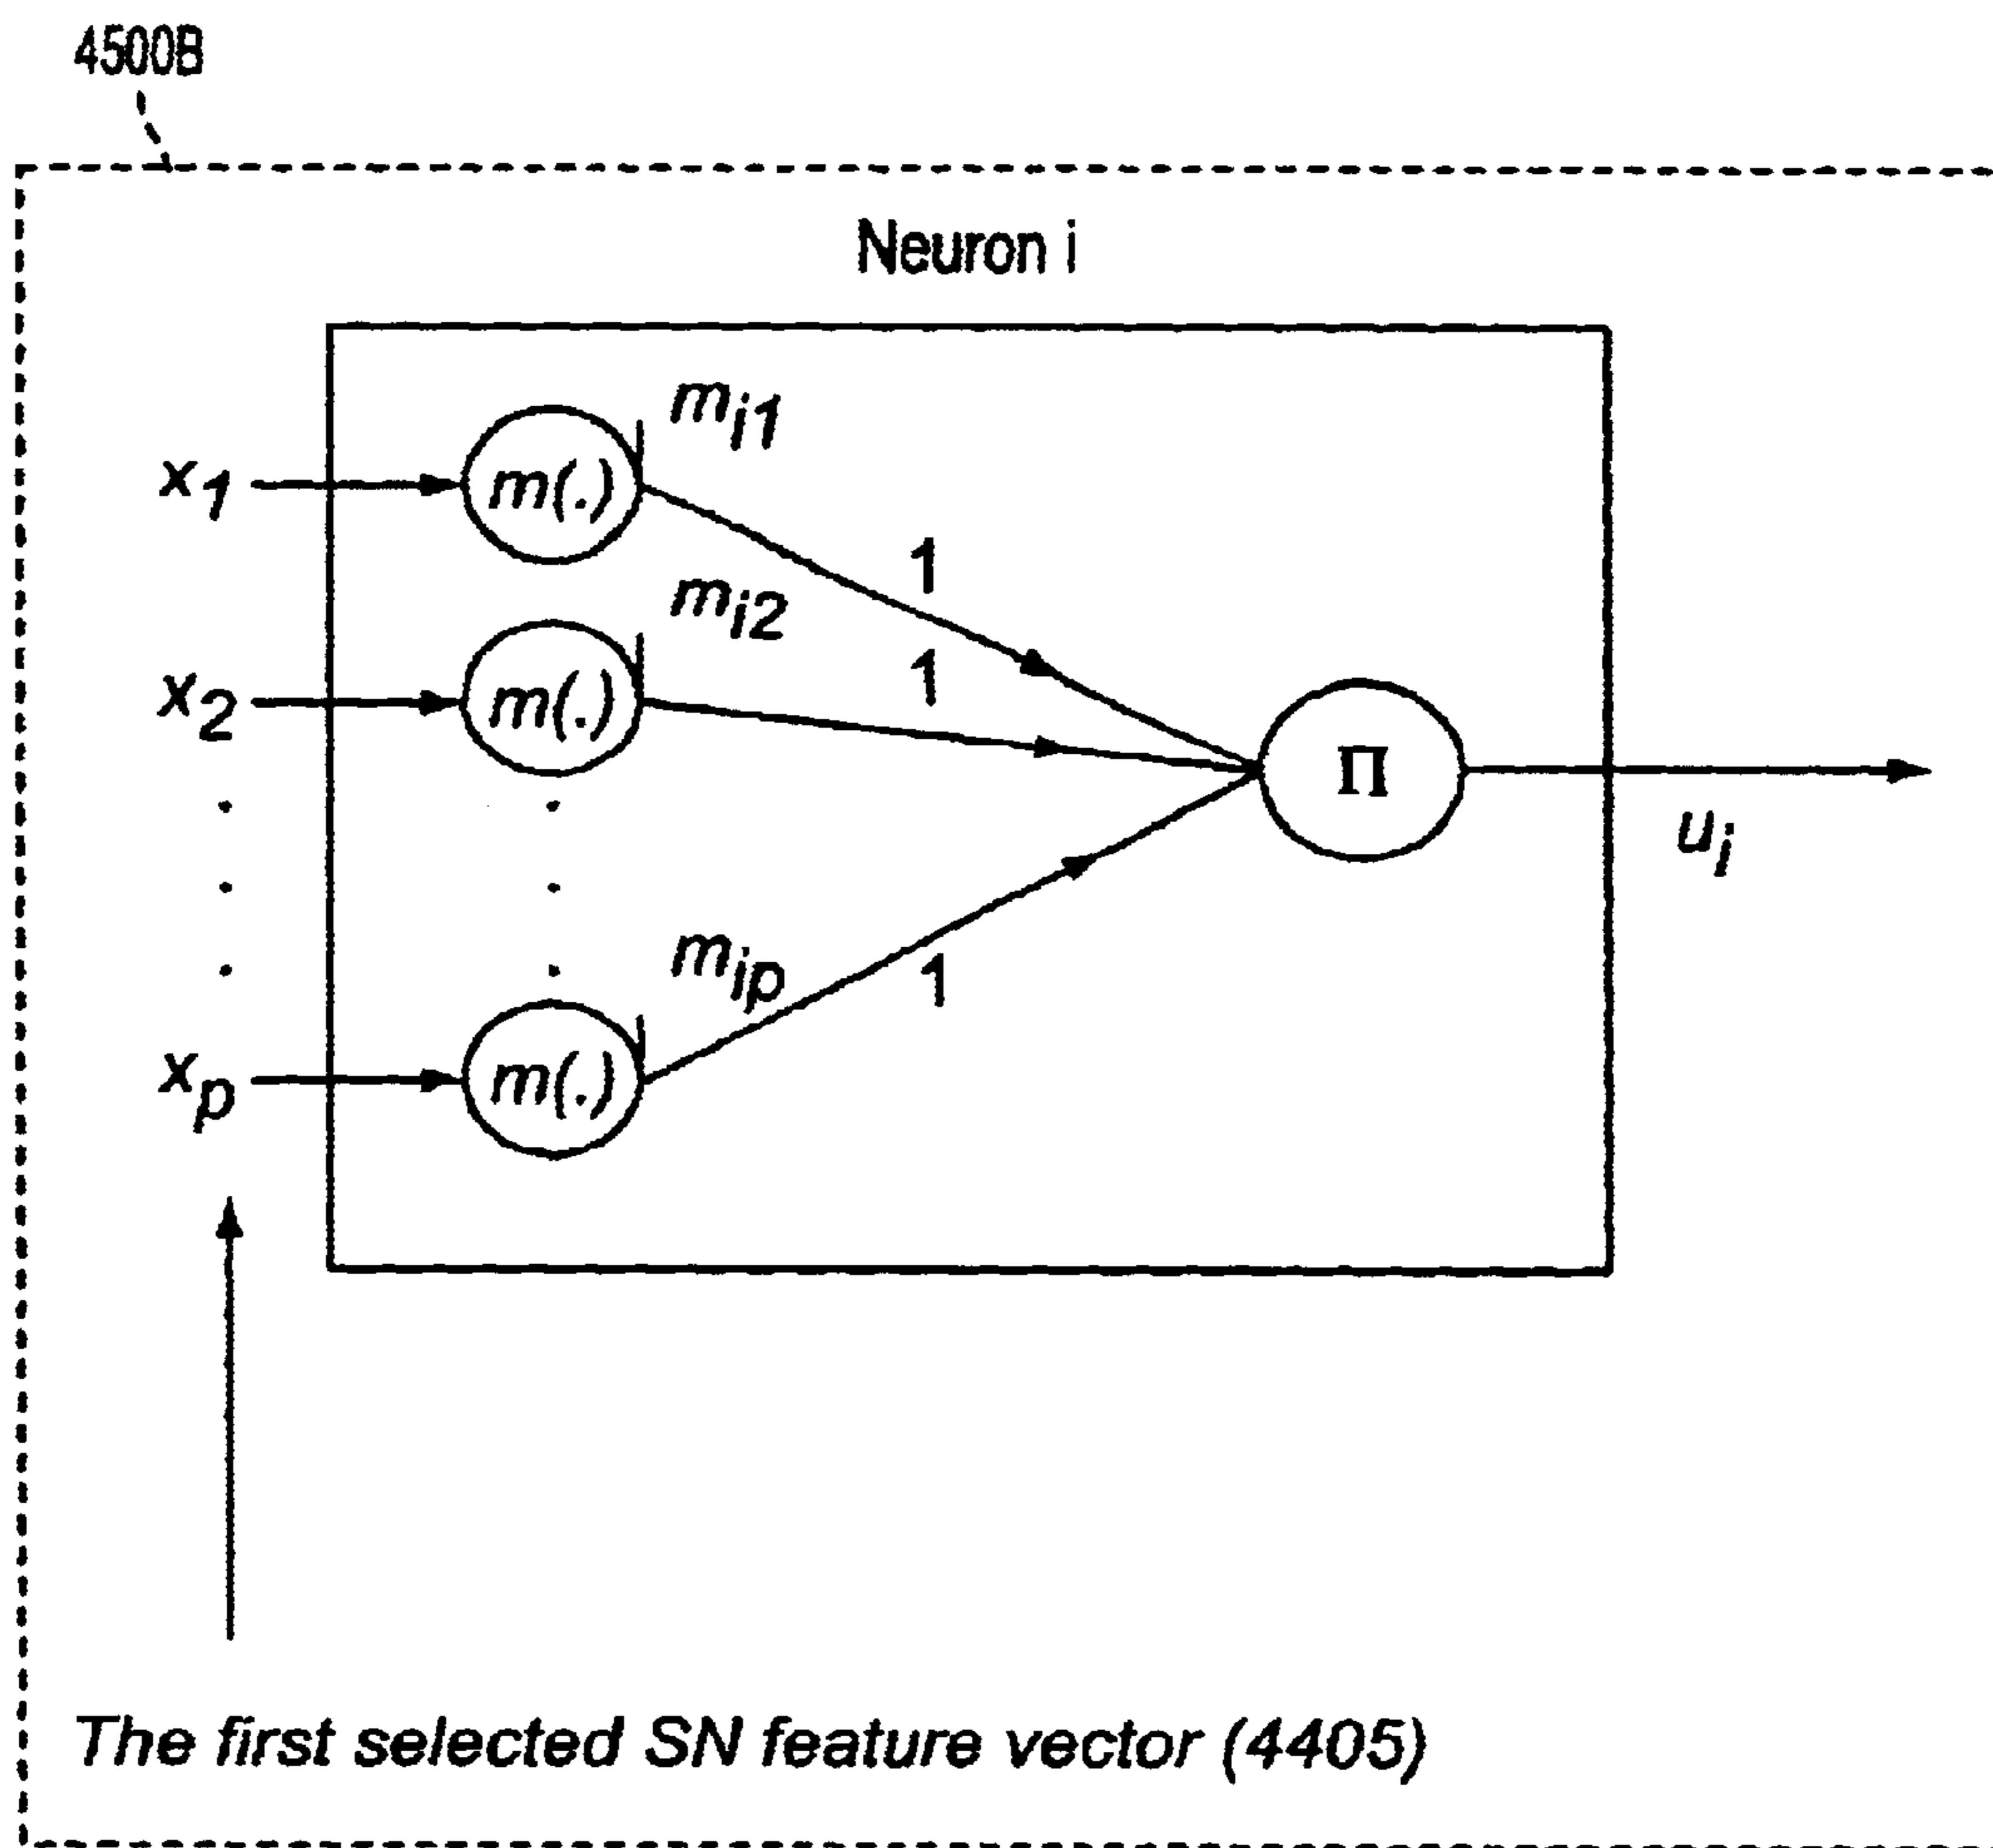 4500B
Neuron i
m_{i1}
x_1
m(.)
1
m_{i2}
1
x_2
m(.)
Π
u_i
m_{ip}
1
x_p
m(.)
The first selected SN feature vector (4405)